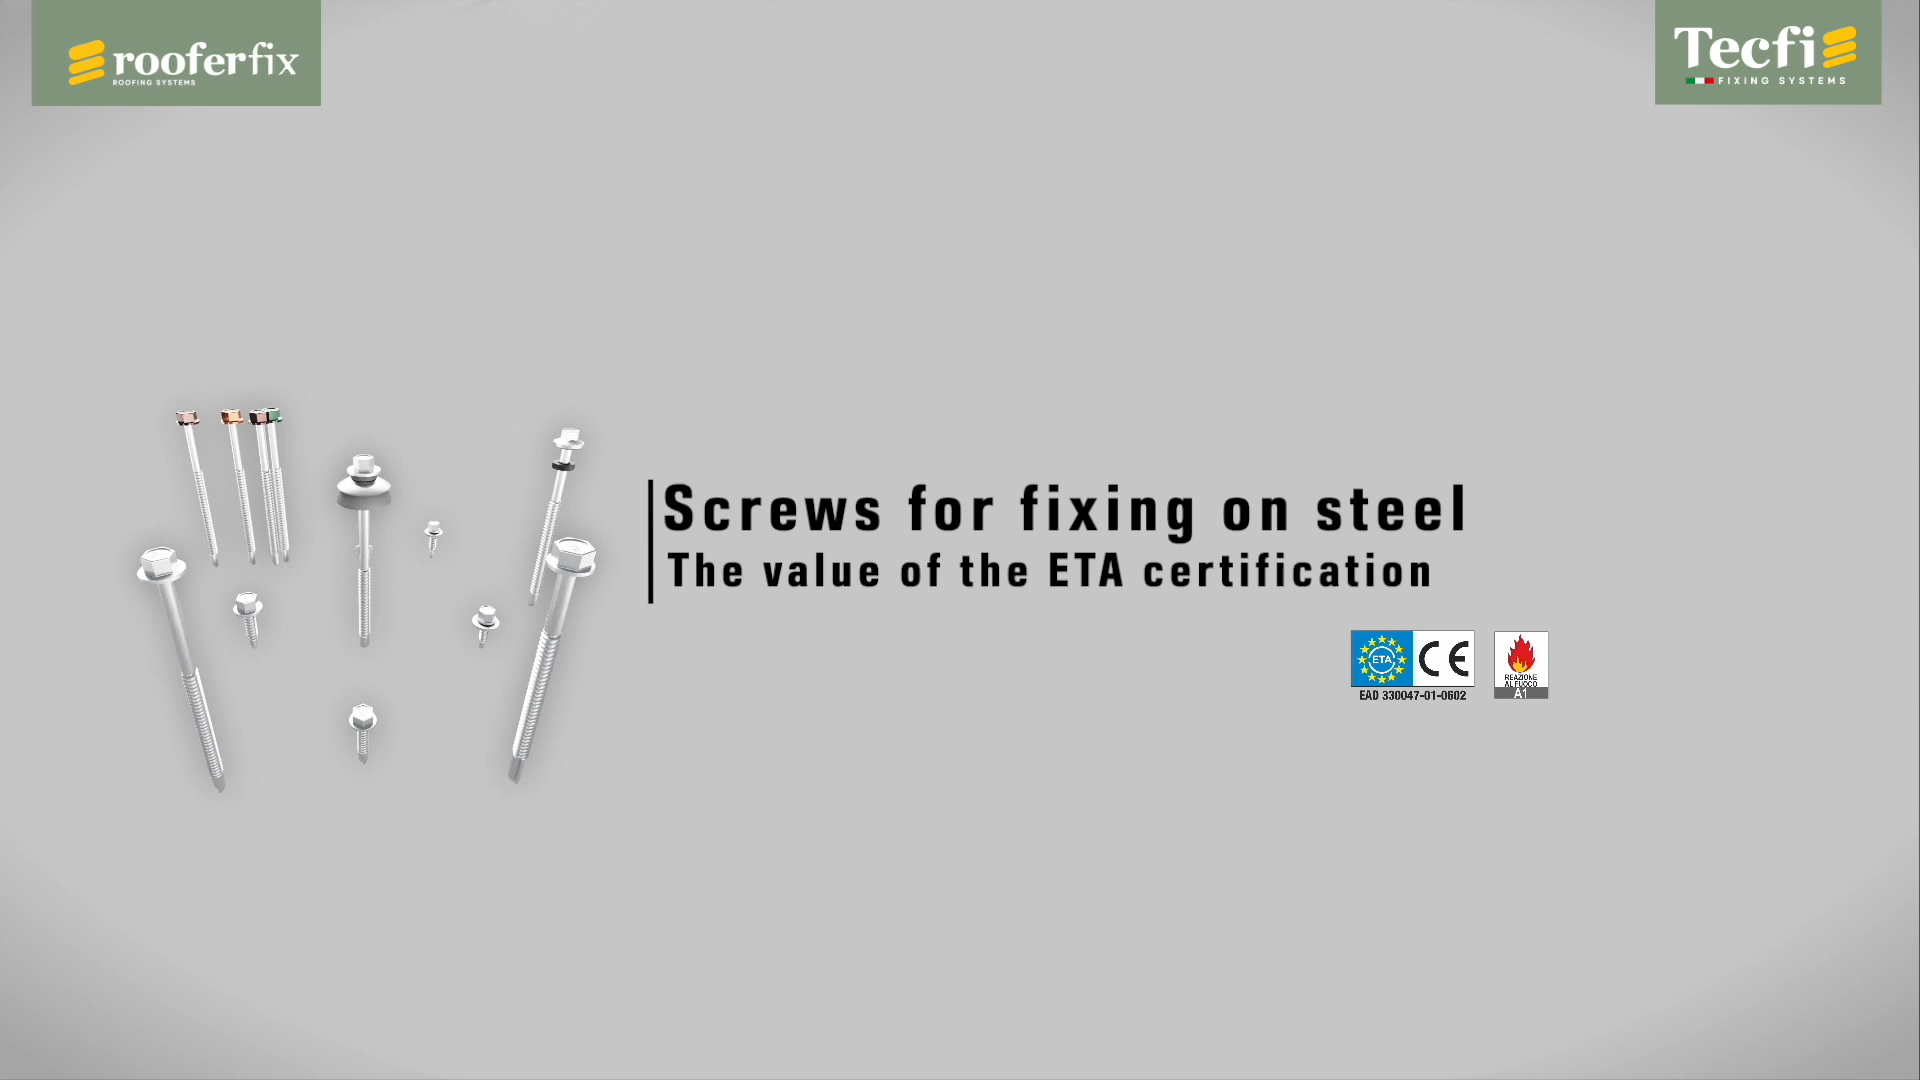 rooferfix
ROOFING SYSTEMS
Tecfi
FIXING SYSTEMS
Screws for fixing on steel
The value of the ETA certification
ETA CE
EAD 330047-01-0602
REAZIONE
AL FUOCO
A1